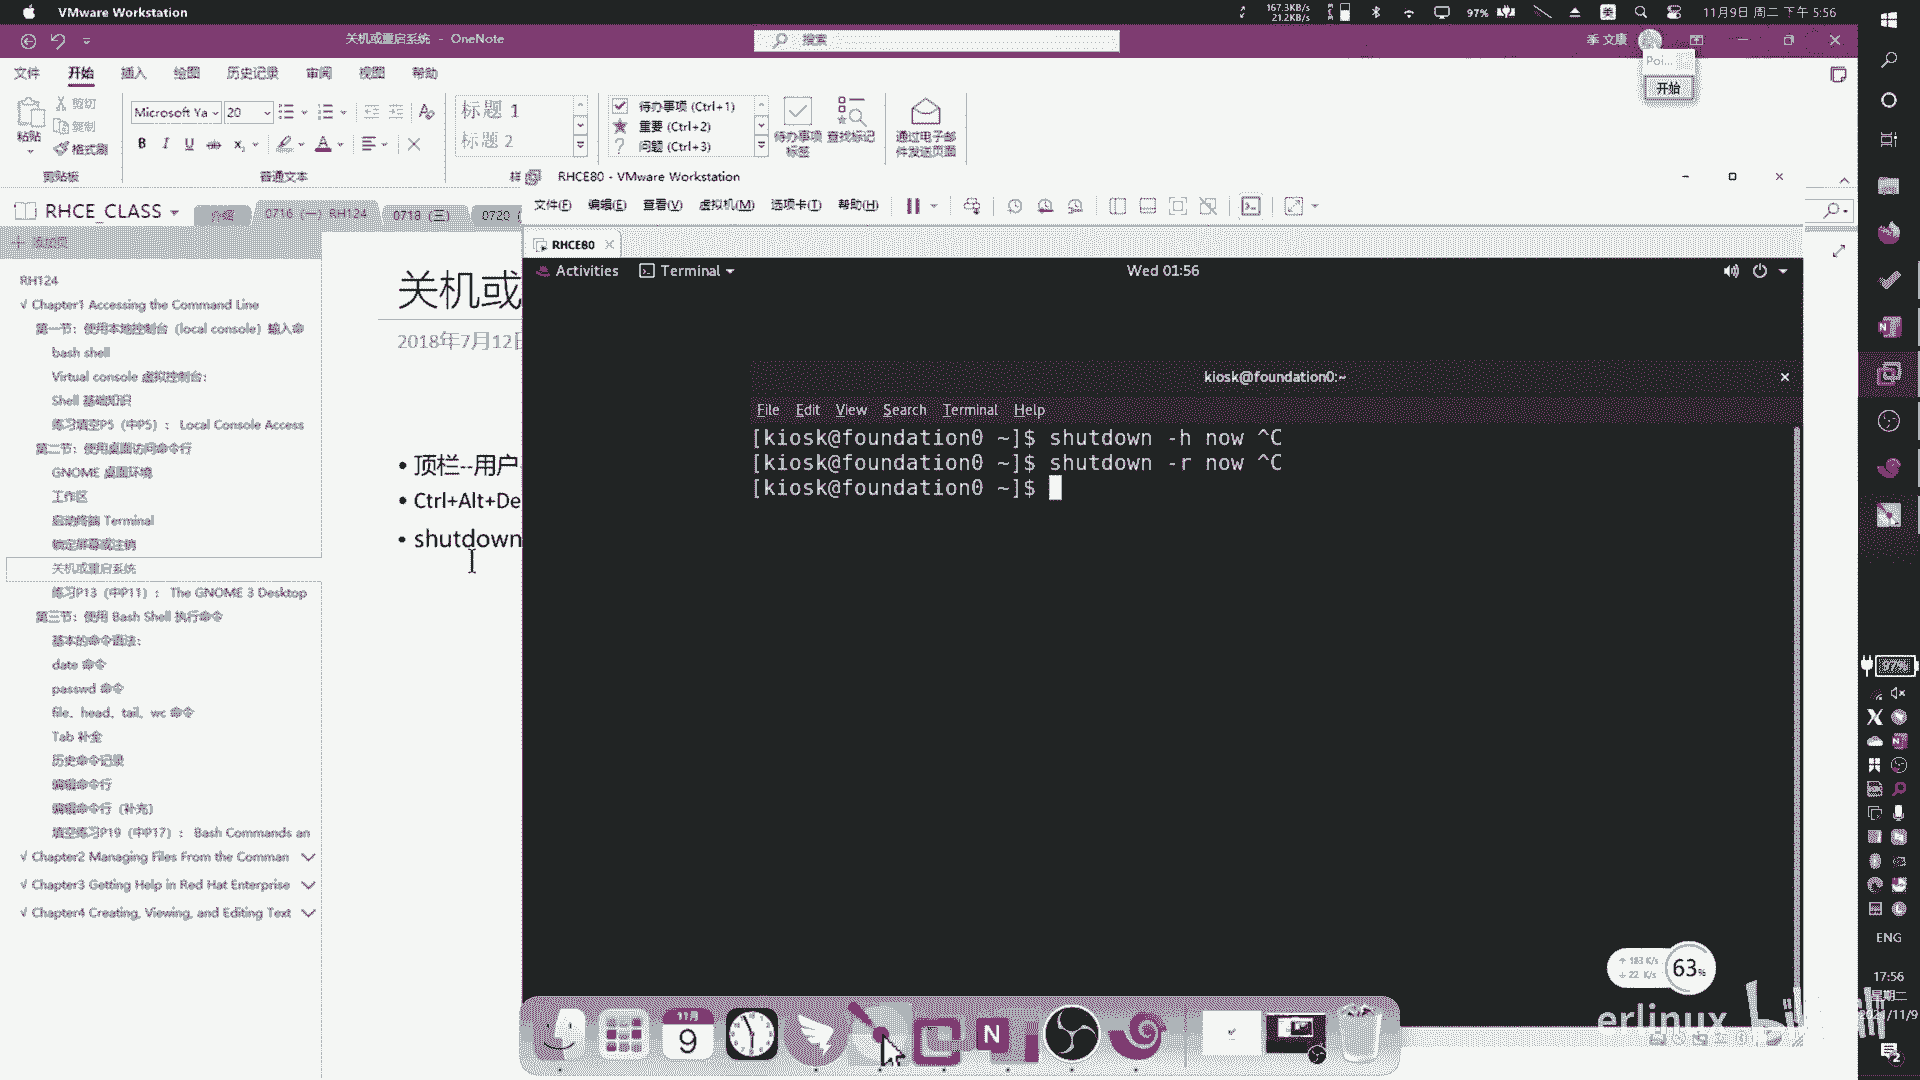 VMware Workstation
167.3KB/s
21.2KB/s
97%
美
11月9日 周二 下午 5:56
关机或重启系统 - OneNote
搜索
季 文康
Poi...
开始
文件 开始 插入 绘图 历史记录 审阅 视图 帮助
粘贴
剪切
复制
格式刷
剪贴板
Microsoft Ya 20
B I U ab x A
普通文本
标题 1
标题 2
待办事项 (Ctrl+1)
重要 (Ctrl+2)
问题 (Ctrl+3)
待办事项 标签
查找标记
通过电子邮件发送页面
RHCE80 - VMware Workstation
文件(F) 编辑(E) 查看(V) 虚拟机(M) 选项卡(T) 帮助(H)
RHCE_CLASS
介绍 0716 (一) RH124 0718 (三) 0720 (
添加页
RHCE80
Activities Terminal Wed 01:56
RH124
√ Chapter1 Accessing the Command Line
第一节：使用本地控制台（local console）输入命
bash shell
Virtual console 虚拟控制台：
Shell 基础知识
练习填空P5（中P5）： Local Console Access
第二节：使用桌面访问命令行
GNOME 桌面环境
工作区
启动终端 Terminal
锁定屏幕或注销
关机或重启系统
练习P13（中P11）： The GNOME 3 Desktop
第三节：使用 Bash Shell 执行命令
基本的命令语法：
date 命令
passwd 命令
file、head、tail、wc 命令
Tab 补全
历史命令记录
编辑命令行
编辑命令行（补充）
填空练习P19（中P17）： Bash Commands an
√ Chapter2 Managing Files From the Comman
√ Chapter3 Getting Help in Red Hat Enterprise
√ Chapter4 Creating, Viewing, and Editing Text
关机或
2018年7月12日
• 顶栏--用户
• Ctrl+Alt+De
• shutdown
kiosk@foundation0:~
File Edit View Search Terminal Help
[kiosk@foundation0 ~]$ shutdown -h now ^C
[kiosk@foundation0 ~]$ shutdown -r now ^C
[kiosk@foundation0 ~]$
97%
ENG
17:56
星期二
2021/11/9
2
↑ 183 K/s
↓ 22 K/s
63%
11月
9
N
erlinux
bilibili